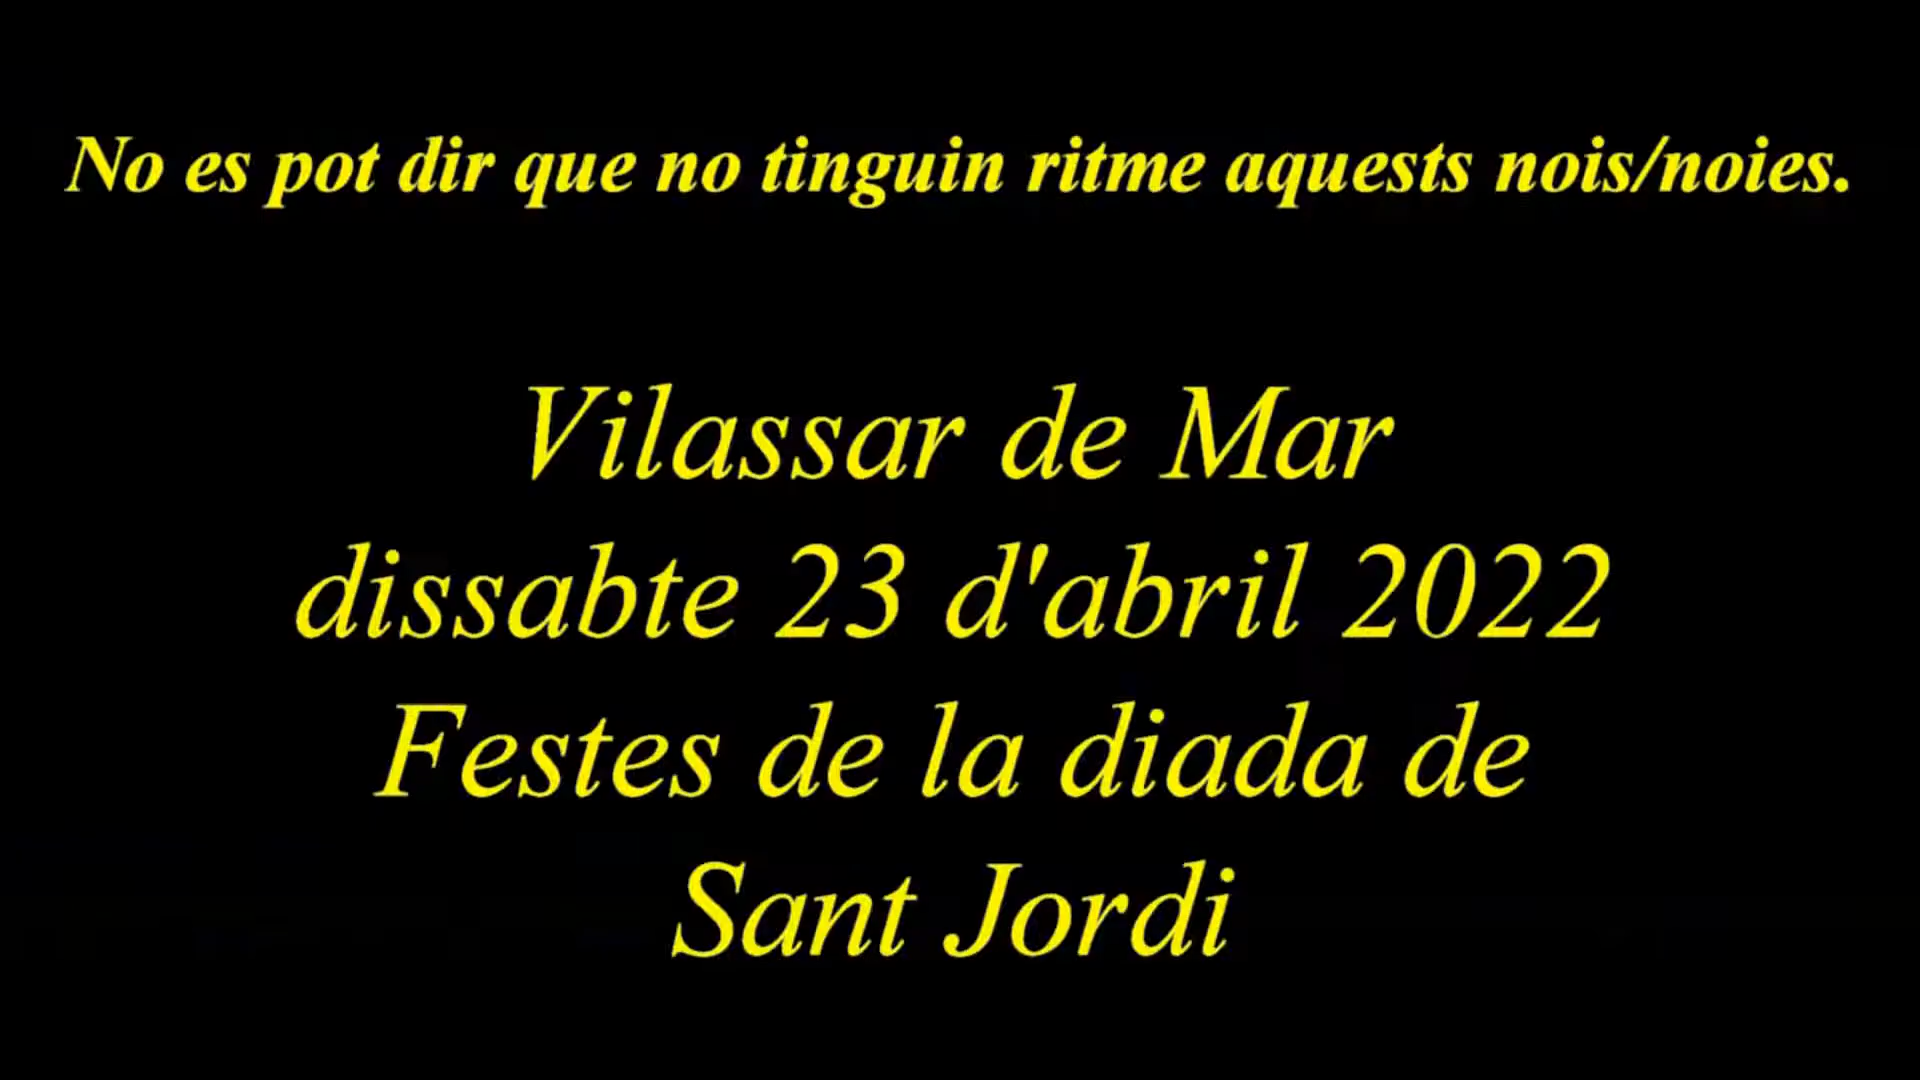 No es pot dir que no tinguin ritme aquests nois/noies.
Vilassar de Mar
dissabte 23 d'abril 2022
Festes de la diada de
Sant Jordi